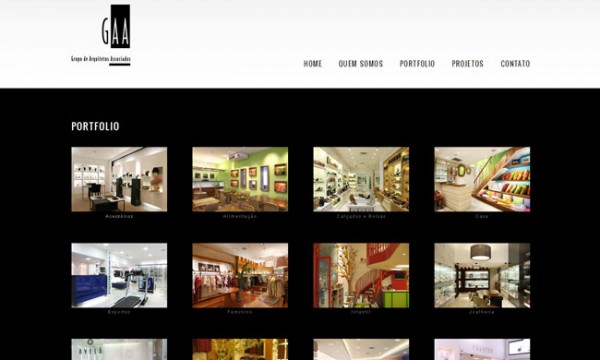 GAA
Grupo de Arquitetos Associados
HOME QUEM SOMOS PORTFOLIO PROJETOS CONTATO
PORTFOLIO
Acessórios Alimentação Calçados e Bolsas Casa
Esportes Feminino Infantil Joalheria